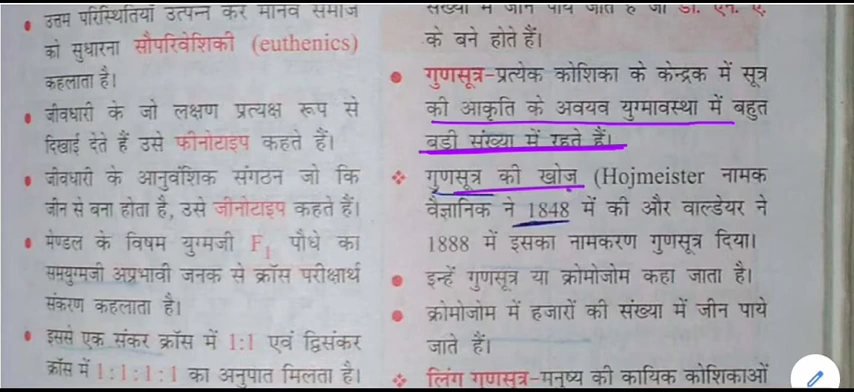 उत्तम परिस्थितियाँ उत्पन्न कर मानव समाज
को सुधारना सौपरिवेशिकी (euthenics)
कहलाता है।
जीवधारी के जो लक्षण प्रत्यक्ष रूप से
दिखाई देते हैं उसे फीनोटाइप कहते हैं।
जीवधारी के आनुवंशिक संगठन जो कि
जीन से बना होता है, उसे जीनोटाइप कहते हैं।
मेण्डल के विषम युग्मजी F₁ पौधे का
समयुग्मजी अप्रभावी जनक से क्रॉस परीक्षार्थ
संकरण कहलाता है।
इससे एक संकर क्रॉस में 1:1 एवं द्विसंकर
क्रॉस में 1:1:1:1 का अनुपात मिलता है।
संख्या में जीन पाये जाते हैं जो डी. एन. ए.
के बने होते हैं।
गुणसूत्र-प्रत्येक कोशिका के केन्द्रक में सूत्र
की आकृति के अवयव युग्मावस्था में बहुत
बड़ी संख्या में रहते हैं।
गुणसूत्र की खोज (Hojmeister नामक
वैज्ञानिक ने 1848 में की और वाल्डेयर ने
1888 में इसका नामकरण गुणसूत्र दिया।
इन्हें गुणसूत्र या क्रोमोजोम कहा जाता है।
क्रोमोजोम में हजारों की संख्या में जीन पाये
जाते हैं।
लिंग गुणसूत्र-मनुष्य की कायिक कोशिकाओं